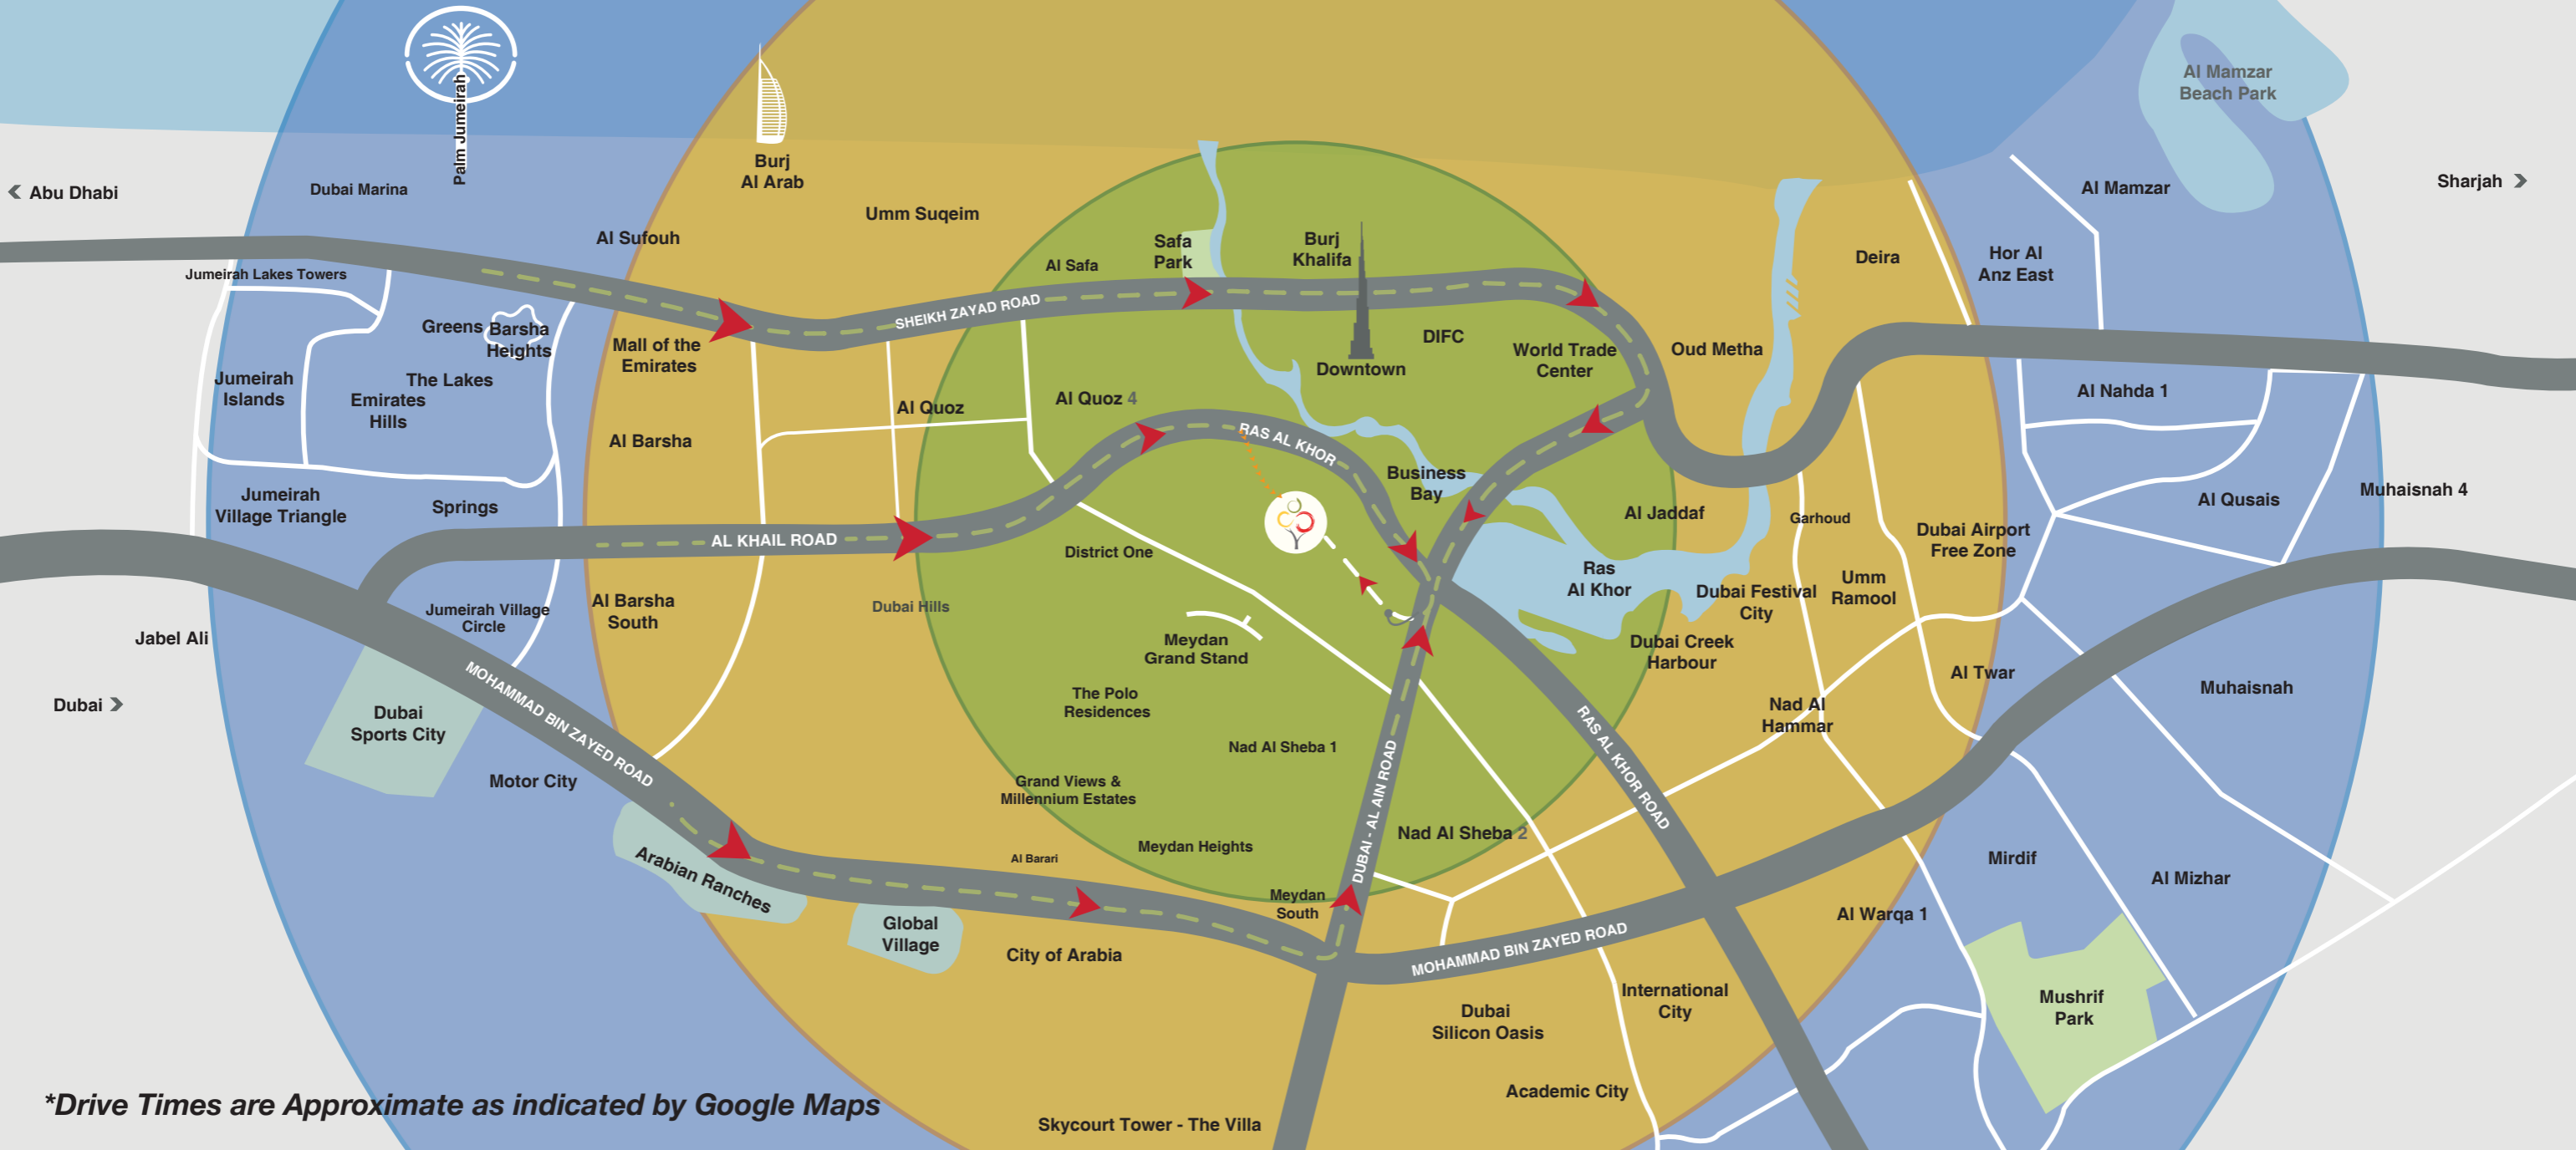 Palm Jumeirah
Al Mamzar
Beach Park
Abu Dhabi
Dubai Marina
Burj
Al Arab
Al Mamzar
Sharjah
Umm Suqeim
Al Sufouh
Safa
Park
Al Safa
Burj
Khalifa
Deira
Hor Al
Anz East
Jumeirah Lakes Towers
SHEIKH ZAYAD ROAD
Greens
Barsha
Heights
Mall of the
Emirates
DIFC
World Trade
Center
Oud Metha
Downtown
Jumeirah
Islands
The Lakes
Emirates
Hills
Al Quoz
Al Quoz 4
Al Nahda 1
Al Barsha
RAS AL KHOR
Business
Bay
Jumeirah
Village Triangle
Springs
Al Jaddaf
Garhoud
Dubai Airport
Free Zone
Al Qusais
Muhaisnah 4
AL KHAIL ROAD
District One
Ras
Al Khor
Dubai Festival
City
Umm
Ramool
Jumeirah Village
Circle
Al Barsha
South
Dubai Hills
Jabel Ali
Meydan
Grand Stand
Dubai Creek
Harbour
Al Twar
Muhaisnah
Dubai
MOHAMMAD BIN ZAYED ROAD
Dubai
Sports City
The Polo
Residences
Nad Al
Hammar
Nad Al Sheba 1
RAS AL KHOR ROAD
Motor City
Grand Views &
Millennium Estates
DUBAI - AL AIN ROAD
Nad Al Sheba 2
Meydan Heights
Al Barari
Mirdif
Al Mizhar
Arabian Ranches
Meydan
South
Al Warqa 1
Global
Village
City of Arabia
MOHAMMAD BIN ZAYED ROAD
International
City
Mushrif
Park
Dubai
Silicon Oasis
Academic City
*Drive Times are Approximate as indicated by Google Maps
Skycourt Tower - The Villa